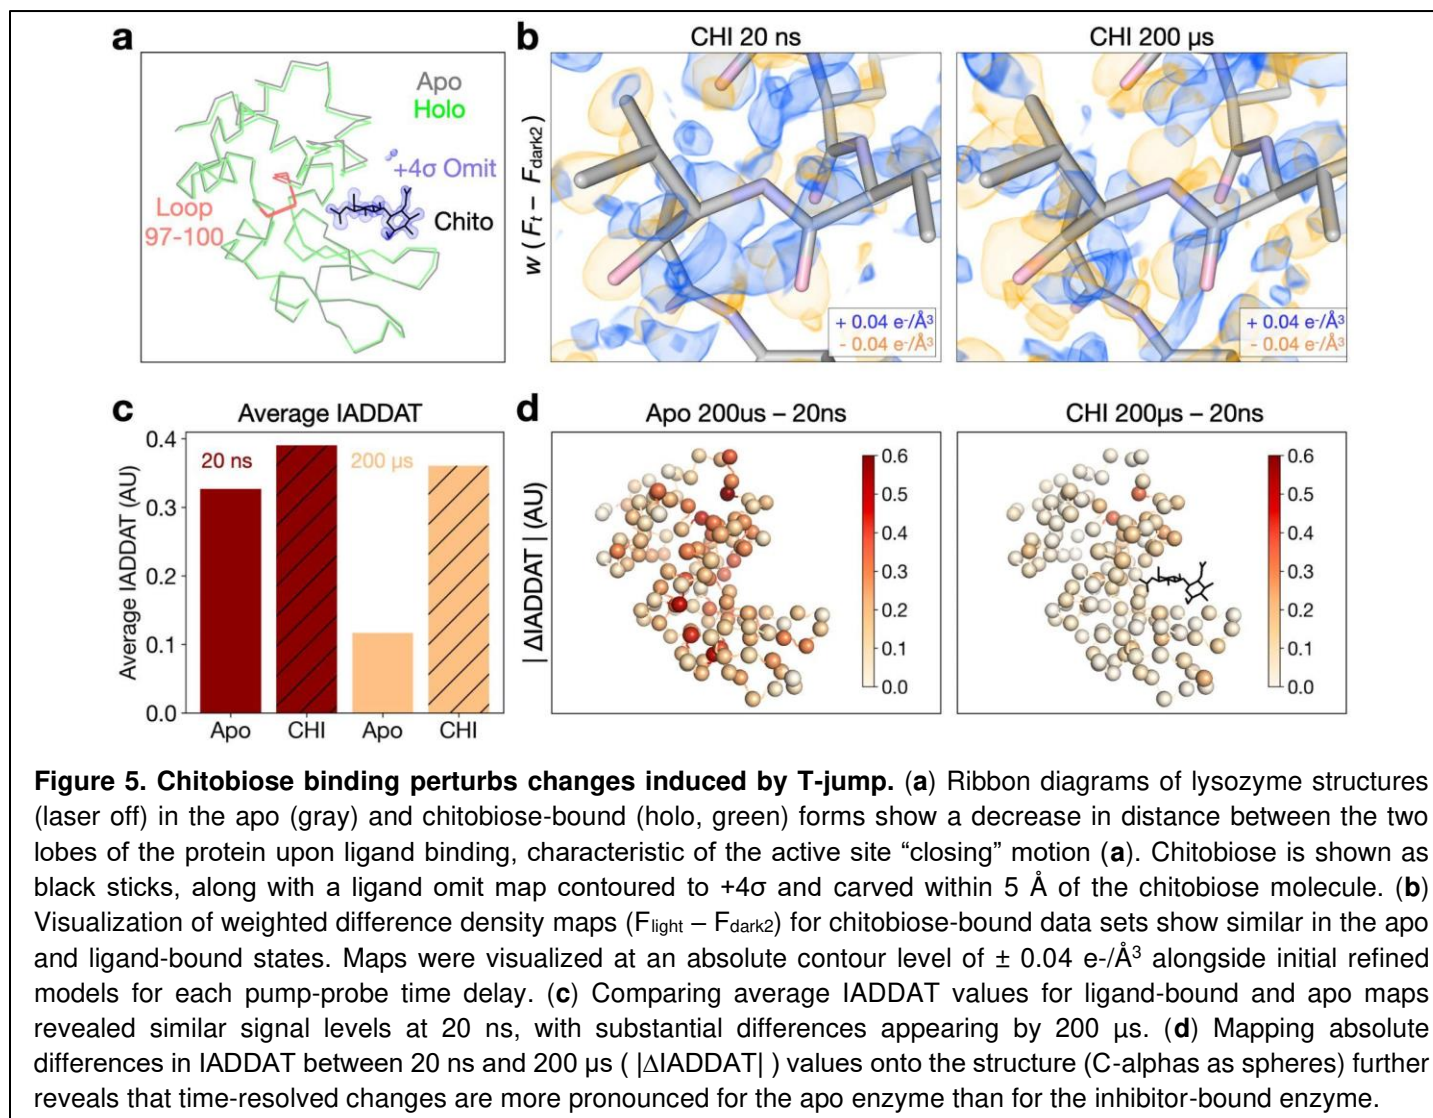 a
Apo
Holo
+4σ Omit
Loop
97-100
Chito
b
CHI 20 ns
CHI 200 µs
w ( Ft – Fdark2)
+ 0.04 e-/Å3
- 0.04 e-/Å3
+ 0.04 e-/Å3
- 0.04 e-/Å3
c
Average IADDAT
Average IADDAT (AU)
0.4
0.3
0.2
0.1
0.0
20 ns
200 µs
Apo
CHI
Apo
CHI
d
Apo 200us – 20ns
CHI 200µs – 20ns
| ΔIADDAT | (AU)
0.6
0.5
0.4
0.3
0.2
0.1
0.0
0.6
0.5
0.4
0.3
0.2
0.1
0.0
Figure 5. Chitobiose binding perturbs changes induced by T-jump. (a) Ribbon diagrams of lysozyme structures
(laser off) in the apo (gray) and chitobiose-bound (holo, green) forms show a decrease in distance between the two
lobes of the protein upon ligand binding, characteristic of the active site “closing” motion (a). Chitobiose is shown as
black sticks, along with a ligand omit map contoured to +4σ and carved within 5 Å of the chitobiose molecule. (b)
Visualization of weighted difference density maps (Flight – Fdark2) for chitobiose-bound data sets show similar in the apo
and ligand-bound states. Maps were visualized at an absolute contour level of ± 0.04 e-/Å3 alongside initial refined
models for each pump-probe time delay. (c) Comparing average IADDAT values for ligand-bound and apo maps
revealed similar signal levels at 20 ns, with substantial differences appearing by 200 µs. (d) Mapping absolute
differences in IADDAT between 20 ns and 200 µs ( |ΔIADDAT| ) values onto the structure (C-alphas as spheres) further
reveals that time-resolved changes are more pronounced for the apo enzyme than for the inhibitor-bound enzyme.